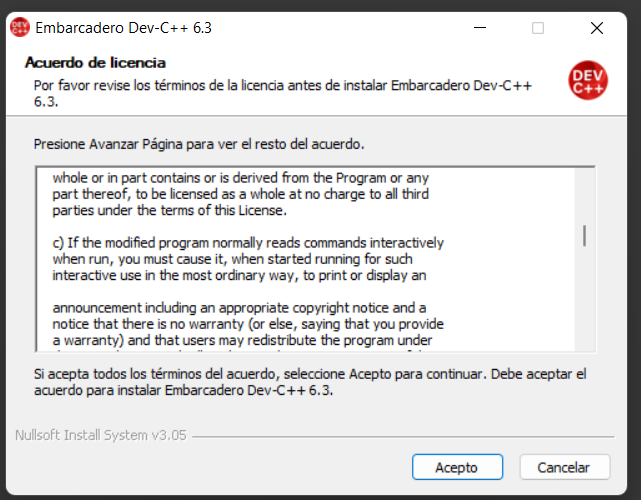 Embarcadero Dev-C++ 6.3
Acuerdo de licencia
Por favor revise los términos de la licencia antes de instalar Embarcadero Dev-C++
6.3.
DEV
C++
Presione Avanzar Página para ver el resto del acuerdo.
whole or in part contains or is derived from the Program or any
part thereof, to be licensed as a whole at no charge to all third
parties under the terms of this License.
c) If the modified program normally reads commands interactively
when run, you must cause it, when started running for such
interactive use in the most ordinary way, to print or display an
announcement including an appropriate copyright notice and a
notice that there is no warranty (or else, saying that you provide
a warranty) and that users may redistribute the program under
Si acepta todos los términos del acuerdo, seleccione Acepto para continuar. Debe aceptar el
acuerdo para instalar Embarcadero Dev-C++ 6.3.
Nullsoft Install System v3.05
Acepto
Cancelar